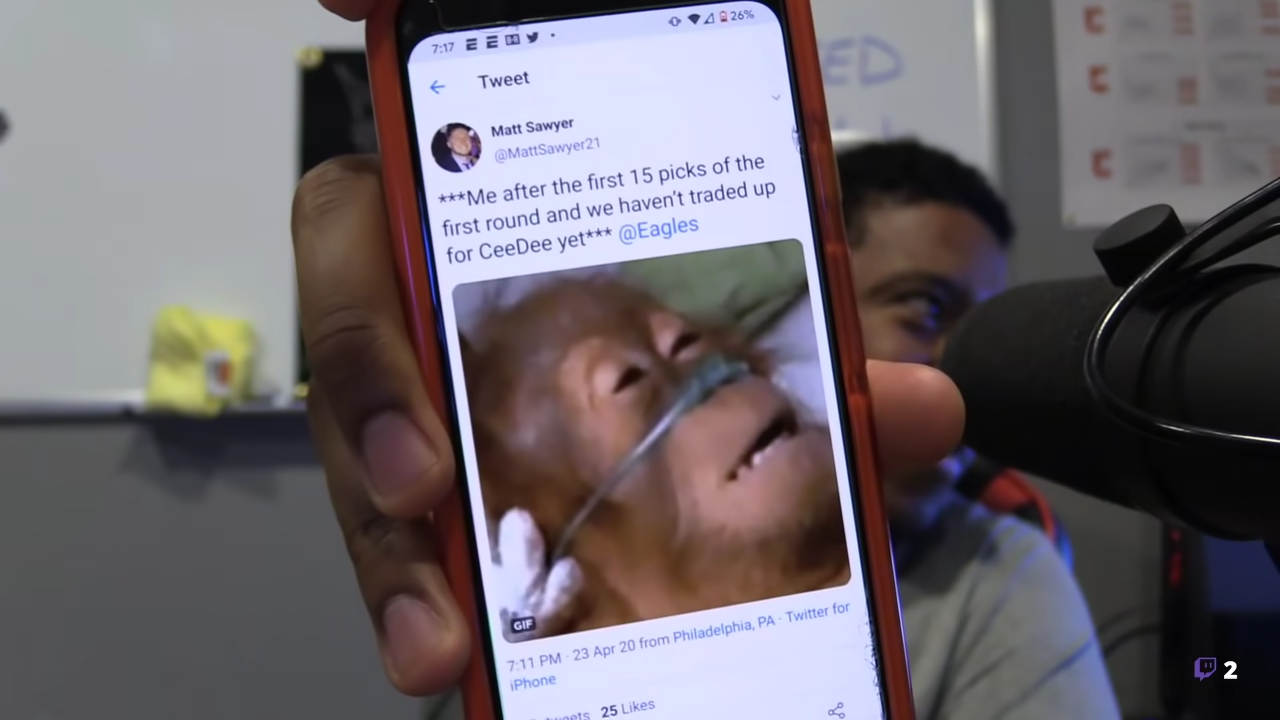 7:17
26%
Tweet
Matt Sawyer
@MattSawyer21
***Me after the first 15 picks of the
first round and we haven't traded up
for CeeDee yet*** @Eagles
GIF
7:11 PM · 23 Apr 20 from Philadelphia, PA · Twitter for
iPhone
25 Likes
ED
2